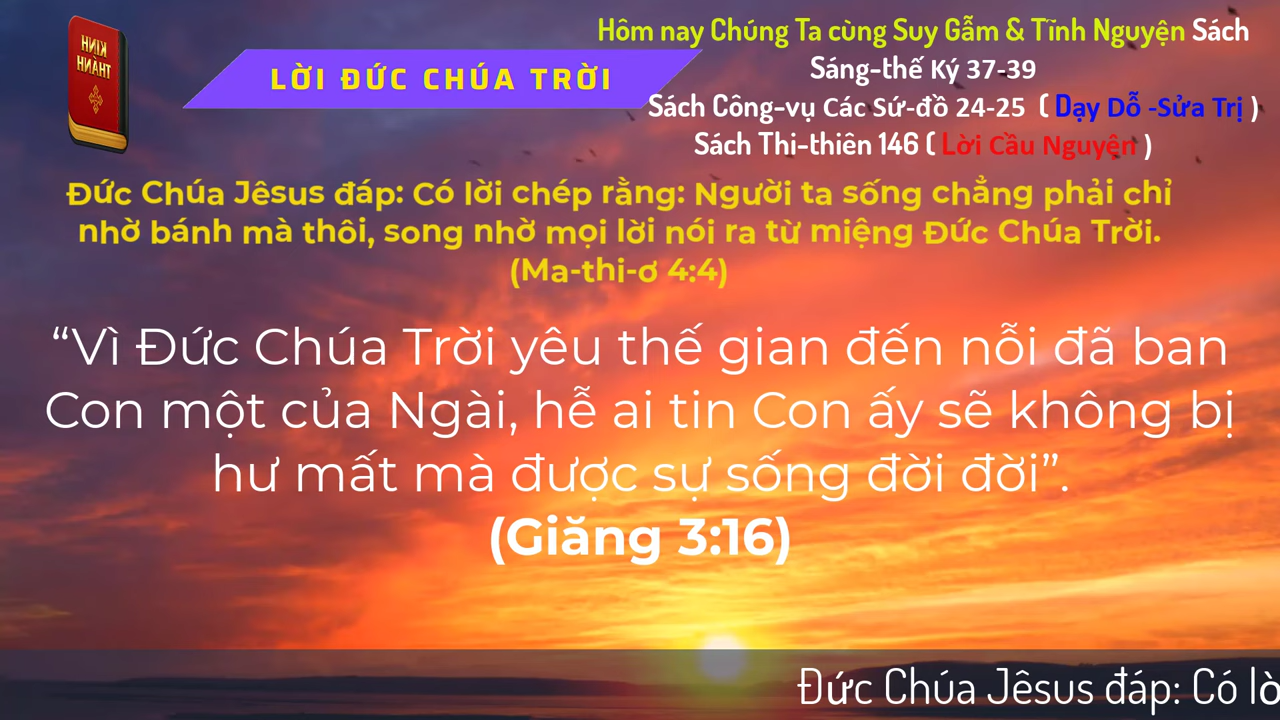 KINH
THÁNH
LỜI ĐỨC CHÚA TRỜI
Hôm nay Chúng Ta cùng Suy Gẫm & Tĩnh Nguyện Sách
Sáng-thế Ký 37-39
Sách Công-vụ Các Sứ-đồ 24-25 ( Dạy Dỗ -Sửa Trị )
Sách Thi-thiên 146 ( Lời Cầu Nguyện )
Đức Chúa Jêsus đáp: Có lời chép rằng: Người ta sống chẳng phải chỉ
nhờ bánh mà thôi, song nhờ mọi lời nói ra từ miệng Đức Chúa Trời.
(Ma-thi-ơ 4:4)
“Vì Đức Chúa Trời yêu thế gian đến nỗi đã ban
Con một của Ngài, hễ ai tin Con ấy sẽ không bị
hư mất mà được sự sống đời đời”.
(Giăng 3:16)
Đức Chúa Jêsus đáp: Có lờ